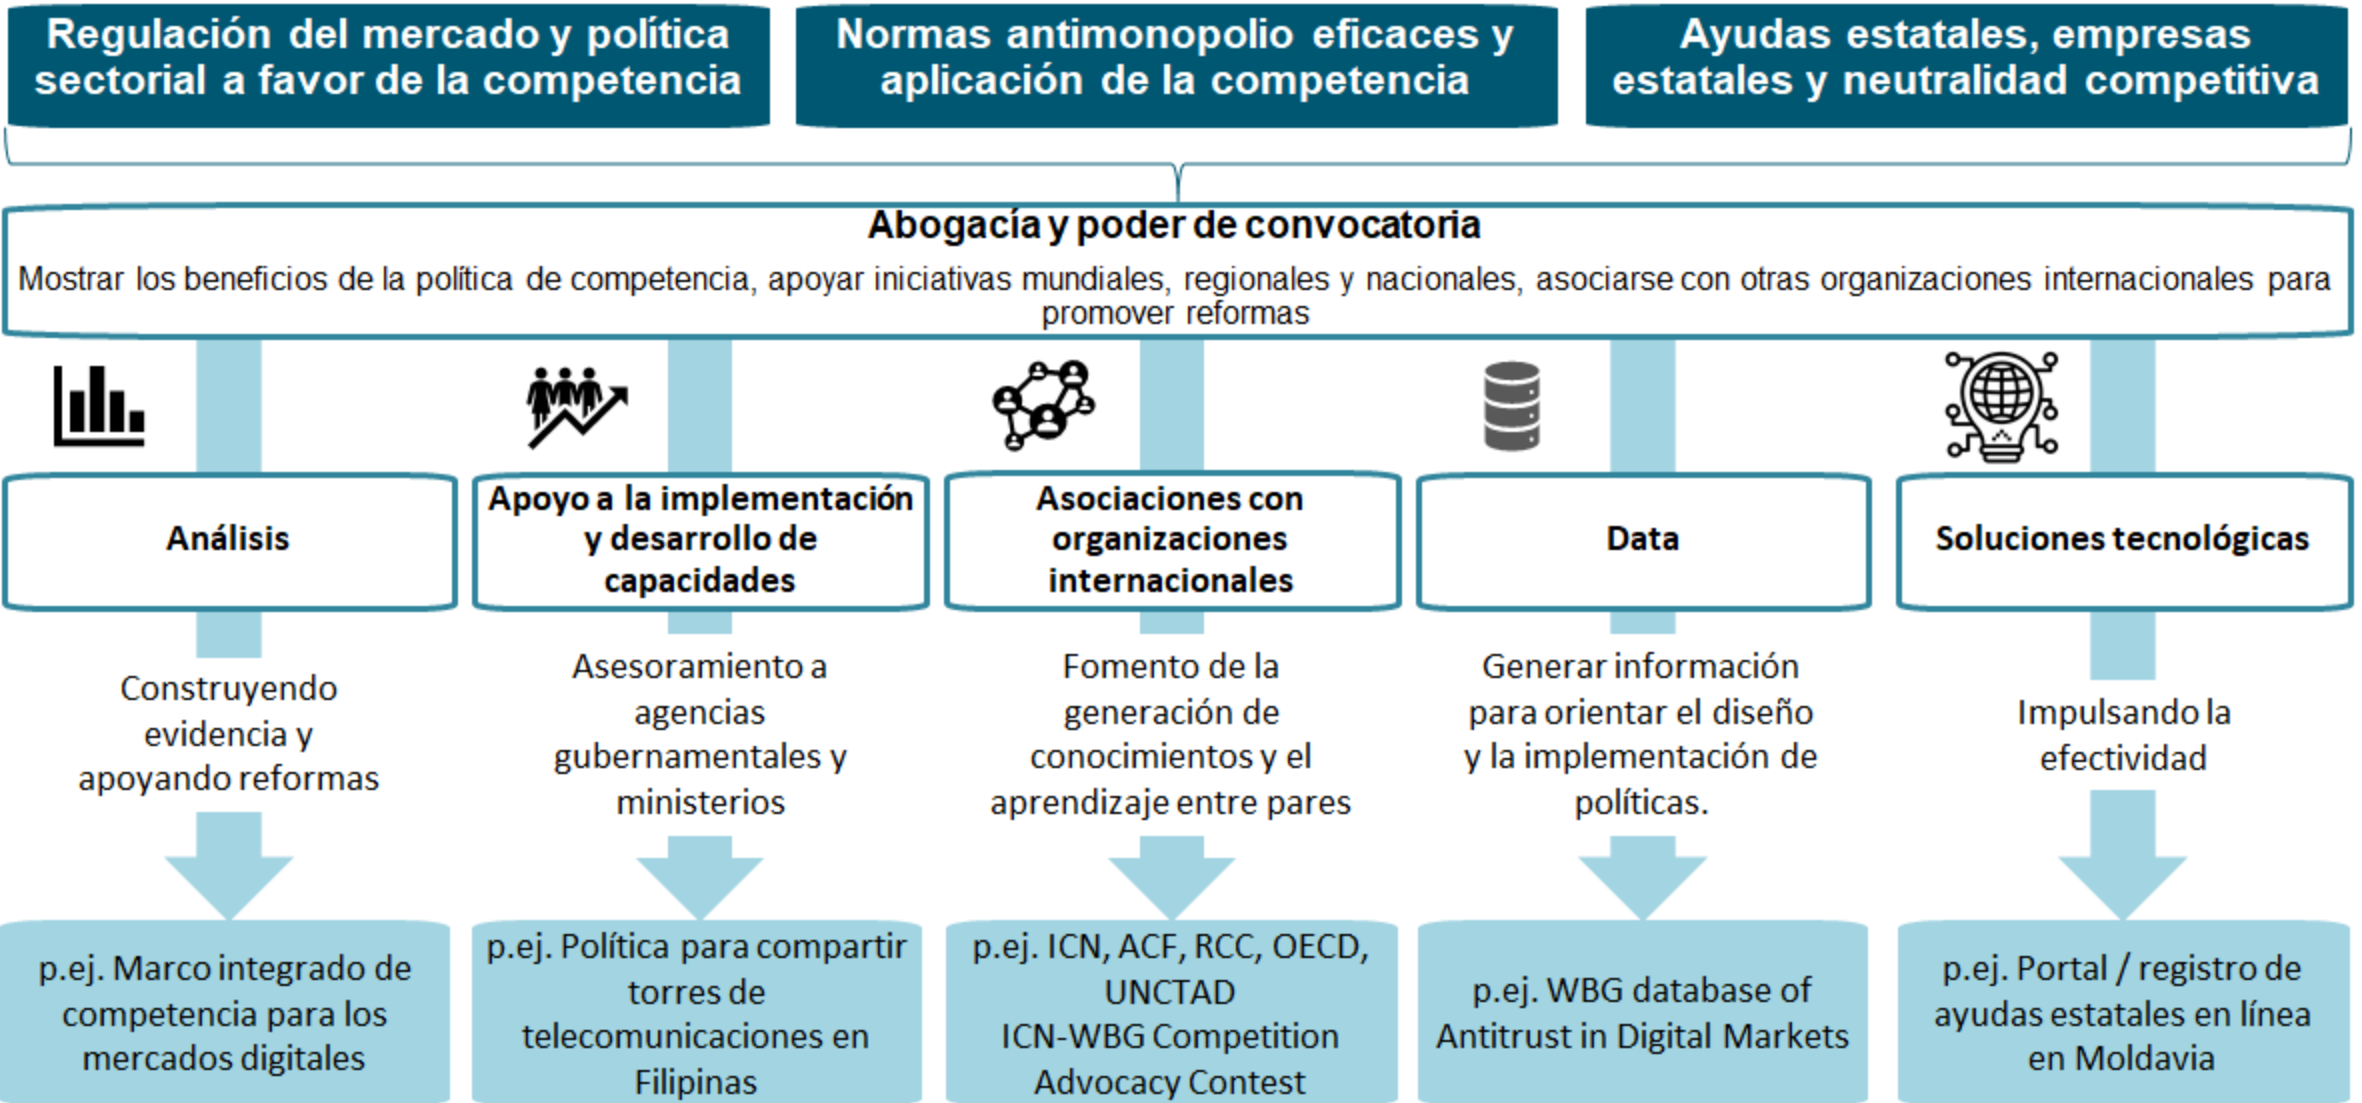 Regulación del mercado y política
sectorial a favor de la competencia
Normas antimonopolio eficaces y
aplicación de la competencia
Ayudas estatales, empresas
estatales y neutralidad competitiva
Abogacía y poder de convocatoria
Mostrar los beneficios de la política de competencia, apoyar iniciativas mundiales, regionales y nacionales, asociarse con otras organizaciones internacionales para
promover reformas
Análisis
Construyendo
evidencia y
apoyando reformas
p.ej. Marco integrado de
competencia para los
mercados digitales
Apoyo a la implementación
y desarrollo de
capacidades
Asesoramiento a
agencias
gubernamentales y
ministerios
p.ej. Política para compartir
torres de
telecomunicaciones en
Filipinas
Asociaciones con
organizaciones
internacionales
Fomento de la
generación de
conocimientos y el
aprendizaje entre pares
p.ej. ICN, ACF, RCC, OECD,
UNCTAD
ICN-WBG Competition
Advocacy Contest
Data
Generar información
para orientar el diseño
y la implementación de
políticas.
p.ej. WBG database of
Antitrust in Digital Markets
Soluciones tecnológicas
Impulsando la
efectividad
p.ej. Portal / registro de
ayudas estatales en línea
en Moldavia